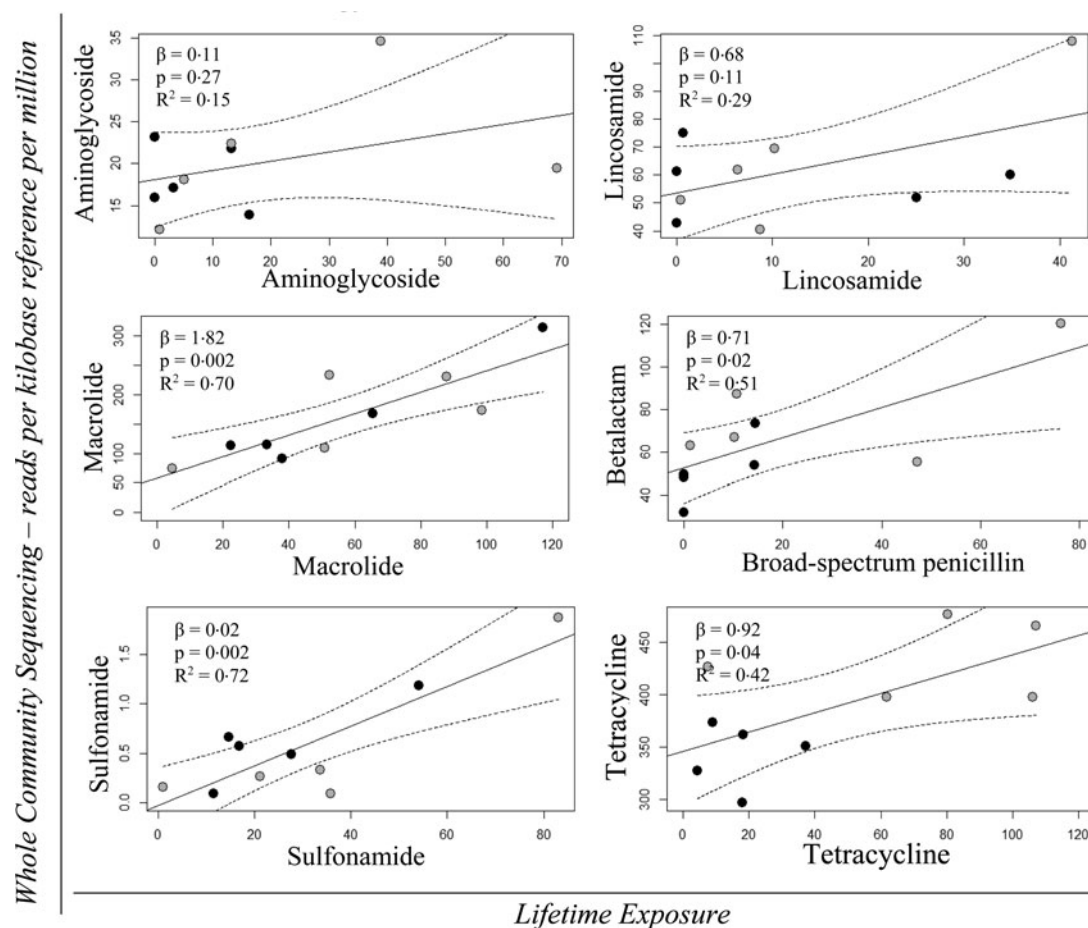 Whole Community Sequencing – reads per kilobase reference per million
Aminoglycoside
35
30
25
20
15
β = 0·11
p = 0·27
R² = 0·15
0 10 20 30 40 50 60 70
Aminoglycoside
Lincosamide
110
100
90
80
70
60
50
40
β = 0·68
p = 0·11
R² = 0·29
0 10 20 30 40
Lincosamide
Macrolide
300
200
100
50
0
β = 1·82
p = 0·002
R² = 0·70
0 20 40 60 80 100 120
Macrolide
Betalactam
120
100
80
60
40
β = 0·71
p = 0·02
R² = 0·51
0 20 40 60 80
Broad-spectrum penicillin
Sulfonamide
1.5
1.0
0.5
0.0
β = 0·02
p = 0·002
R² = 0·72
0 20 40 60 80
Sulfonamide
Tetracycline
450
400
350
300
β = 0·92
p = 0·04
R² = 0·42
0 20 40 60 80 100 120
Tetracycline
Lifetime Exposure